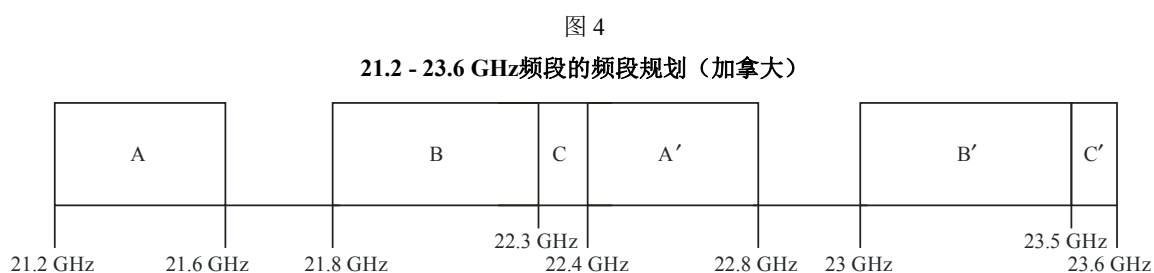 图 4
21.2 - 23.6 GHz频段的频段规划（加拿大）
A
B
C
A′
B′
C′
22.3 GHz
23.5 GHz
21.2 GHz
21.6 GHz
21.8 GHz
22.4 GHz
22.8 GHz
23 GHz
23.6 GHz